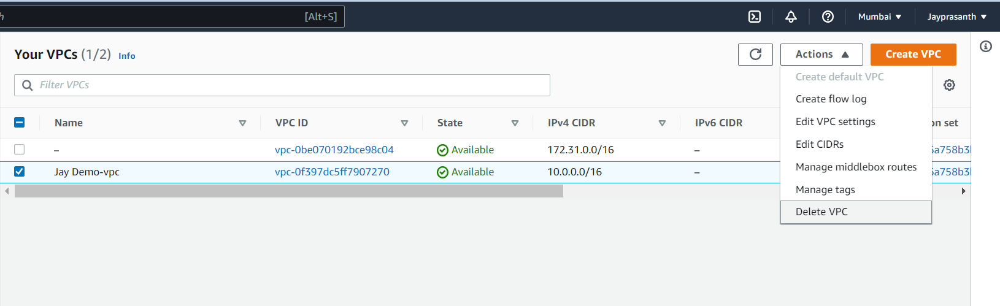 h [Alt+S] Mumbai Jayprasanth
Your VPCs (1/2) Info Actions Create VPC
Filter VPCs
Create default VPC
Create flow log
Edit VPC settings
Edit CIDRs
Manage middlebox routes
Manage tags
Delete VPC
Name VPC ID State IPv4 CIDR IPv6 CIDR on set
– vpc-0be070192bce98c04 Available 172.31.0.0/16 –
Jay Demo-vpc vpc-0f397dc5ff7907270 Available 10.0.0.0/16 –